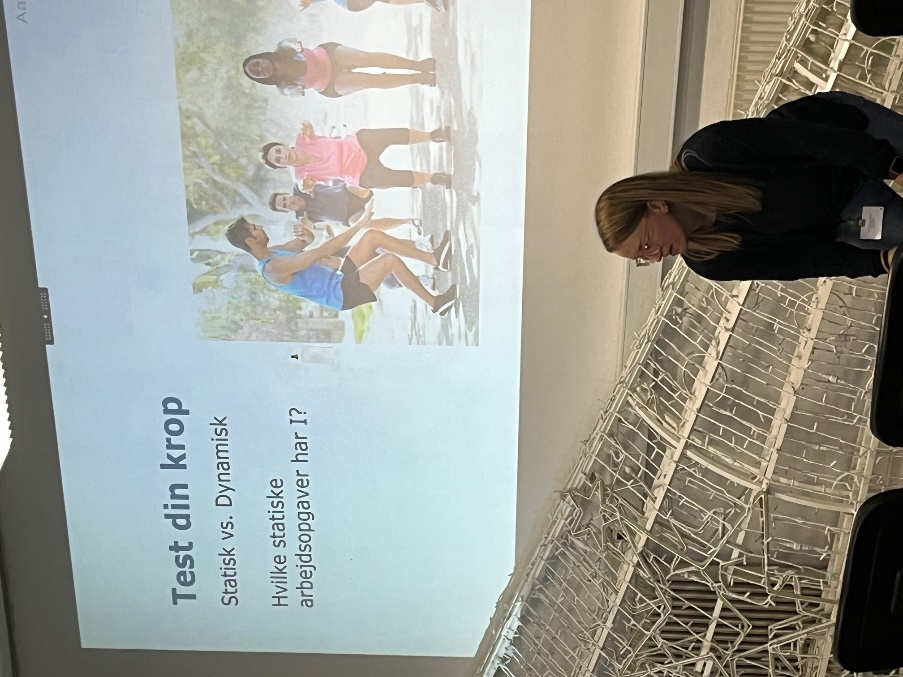 Test din krop
Statisk vs. Dynamisk
Hvilke statiske
arbejdsopgaver har I?